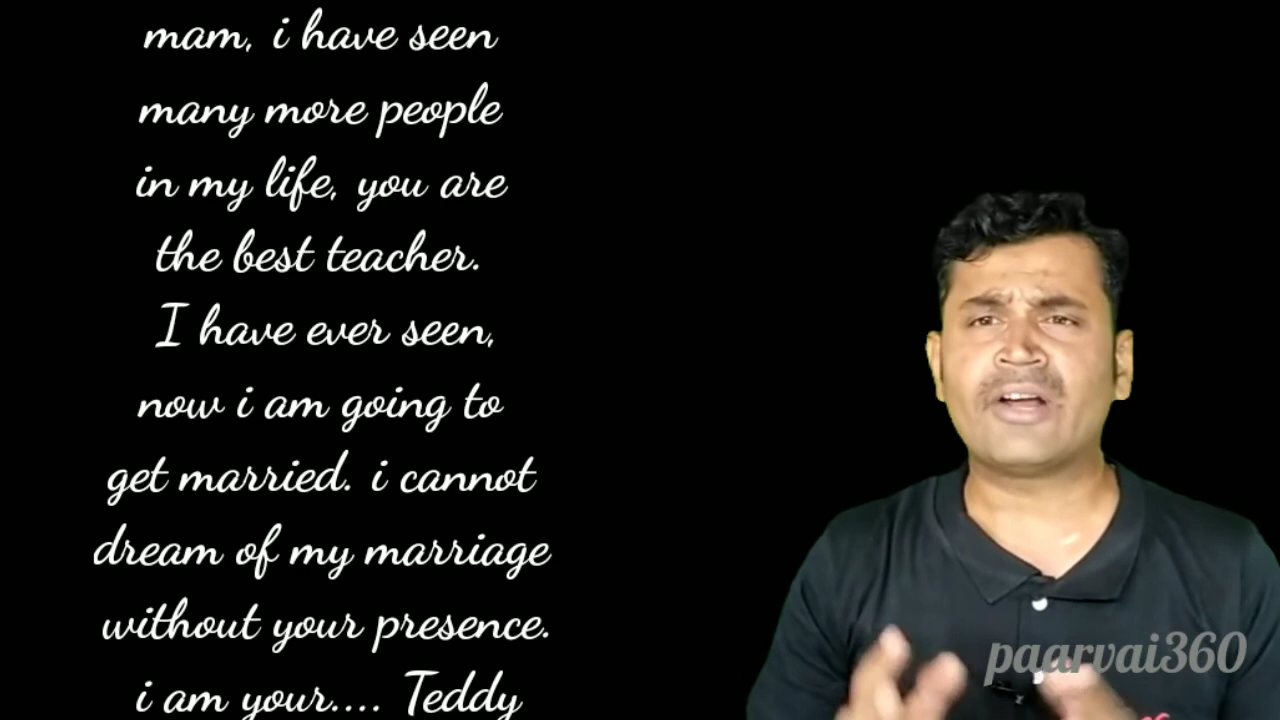 mam, i have seen
many more people
in my life, you are
the best teacher.
I have ever seen,
now i am going to
get married. i cannot
dream of my marriage
without your presence.
i am your.... Teddy
paarvai360